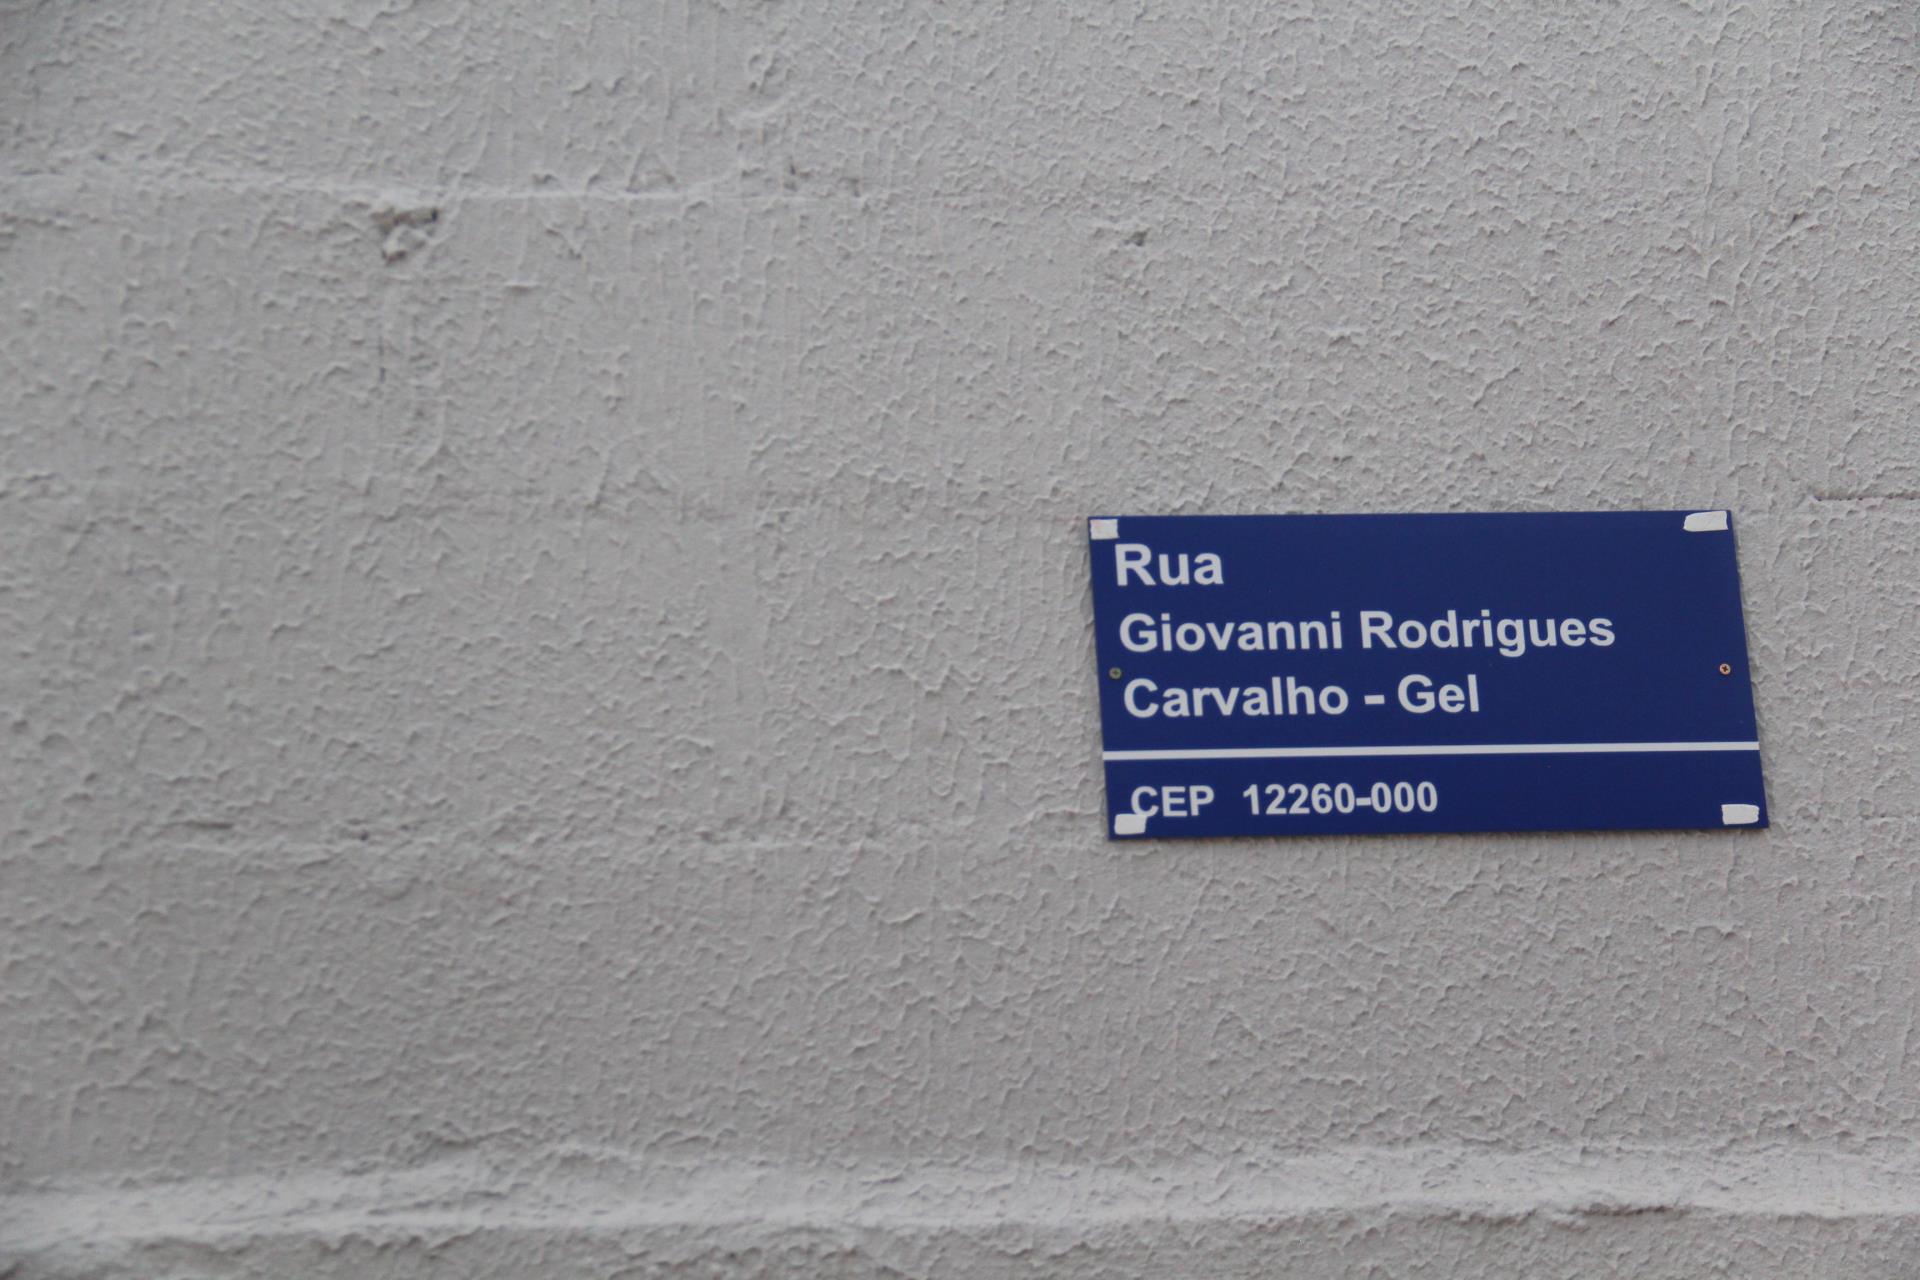 Rua
Giovanni Rodrigues
Carvalho - Gel
CEP 12260-000